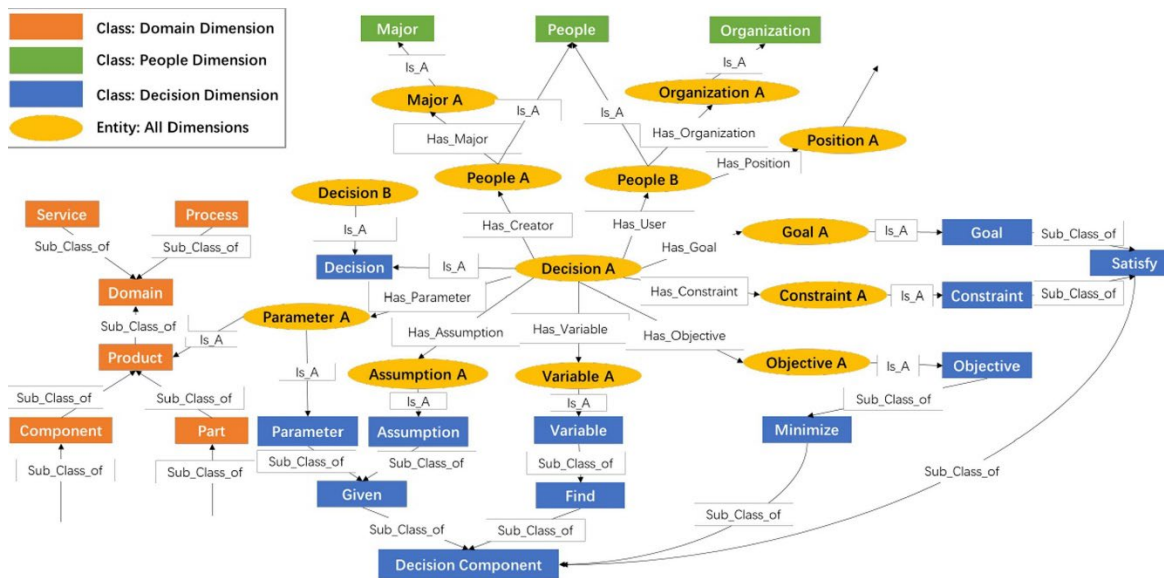 Class: Domain Dimension
Class: People Dimension
Class: Decision Dimension
Entity: All Dimensions
Major
People
Organization
Is_A
Is_A
Major A
Is_A
Is_A
Organization A
Has_Major
Has_Organization
Position A
Has_Position
People A
People B
Decision B
Service
Process
Has_Creator
Has_User
Goal A
Is_A
Goal
Sub_Class_of
Sub_Class_of
Sub_Class_of
Is_A
Has_Goal
Decision
Is_A
Decision A
Satisfy
Domain
Has_Parameter
Has_Constraint
Constraint A
Is_A
Constraint
Sub_Class_of
Parameter A
Sub_Class_of
Is_A
Has_Assumption
Has_Variable
Has_Objective
Product
Is_A
Assumption A
Variable A
Objective A
Is_A
Objective
Sub_Class_of
Sub_Class_of
Is_A
Is_A
Sub_Class_of
Component
Part
Parameter
Assumption
Variable
Minimize
Sub_Class_of
Sub_Class_of
Sub_Class_of
Sub_Class_of
Sub_Class_of
Sub_Class_of
Given
Find
Sub_Class_of
Sub_Class_of
Sub_Class_of
Decision Component